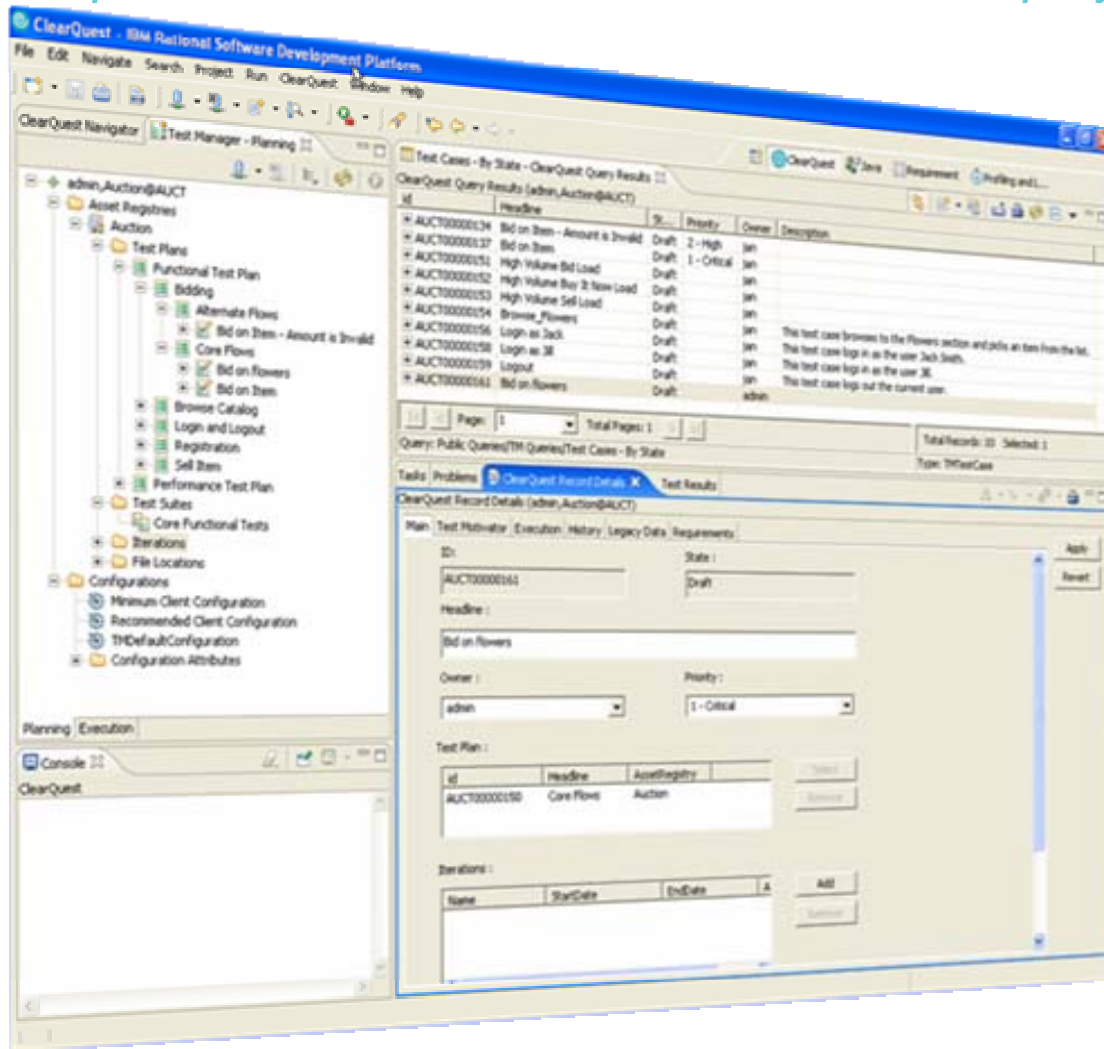 ClearQuest - IBM Rational Software Development Platform
File Edit Navigate Search Project Run ClearQuest Window Help
ClearQuest Java Requirement Profiling and L...
ClearQuest Navigator Test Manager - Planning
admin,Auction@AUCT
Asset Registries
Auction
Test Plans
Functional Test Plan
Bidding
Alternate Flows
Bid on Item - Amount is Invalid
Core Flows
Bid on flowers
Bid on Item
Browse Catalog
Login and Logout
Registration
Sell Item
Performance Test Plan
Test Suites
Core Functional Tests
Iterations
File Locations
Configurations
Minimum Client Configuration
Recommended Client Configuration
TMDefaultConfiguration
Configuration Attributes
Planning Execution
Console
ClearQuest
Test Cases - By State - ClearQuest Query Results
ClearQuest Query Results (admin,Auction@AUCT)
id Headline St... Priority Owner Description
AUCT00000134 Bid on Item - Amount is Invalid Draft 2 - High jan
AUCT00000137 Bid on Item Draft 1 - Critical jan
AUCT00000151 High Volume Bid Load Draft jan
AUCT00000152 High Volume Buy It Now Load Draft jan
AUCT00000153 High Volume Sell Load Draft jan
AUCT00000154 Browse_Flowers Draft jan This test case browses to the Flowers section and picks an item from the list.
AUCT00000156 Login as Jack Draft jan This test case logs in as the user Jack Smith.
AUCT00000158 Login as Jill Draft jan This test case logs in as the user Jill.
AUCT00000159 Logout Draft jan This test case logs out the current user.
AUCT00000161 Bid on flowers Draft admin
Page: 1 Total Pages: 1
Total Records: 10 Selected: 1
Query: Public Queries/TM Queries/Test Cases - By State
Type: TMTestCase
Tasks Problems ClearQuest Record Details Test Results
ClearQuest Record Details (admin,Auction@AUCT)
Main Test Motivator Execution History Legacy Data Requirements
Apply
Revert
ID: State :
AUCT00000161 Draft
Headline :
Bid on flowers
Owner : Priority :
admin 1 - Critical
Test Plan :
id Headline AssetRegistry
AUCT00000150 Core Flows Auction
Select
Remove
Iterations :
Name StartDate EndDate A
Add
Remove